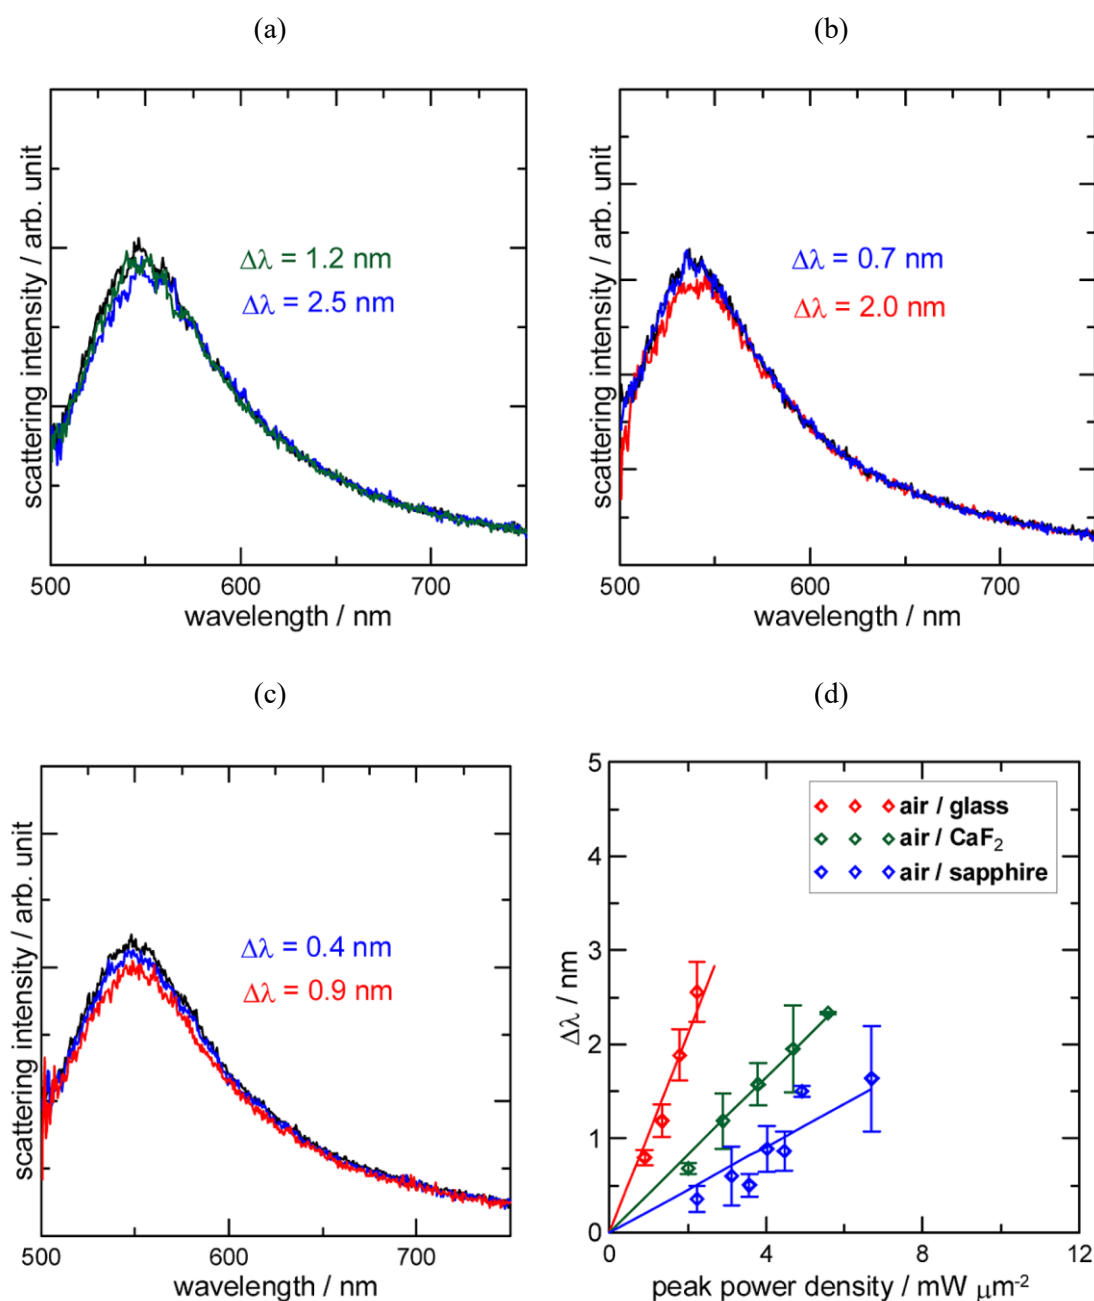 (a)
(b)
scattering intensity / arb. unit
Δλ = 1.2 nm
Δλ = 2.5 nm
500
600
700
wavelength / nm
scattering intensity / arb. unit
Δλ = 0.7 nm
Δλ = 2.0 nm
500
600
700
wavelength / nm
(c)
(d)
scattering intensity / arb. unit
Δλ = 0.4 nm
Δλ = 0.9 nm
500
600
700
wavelength / nm
Δλ / nm
5
4
3
2
1
0
air / glass
air / CaF₂
air / sapphire
0
4
8
12
peak power density / mW μm⁻²